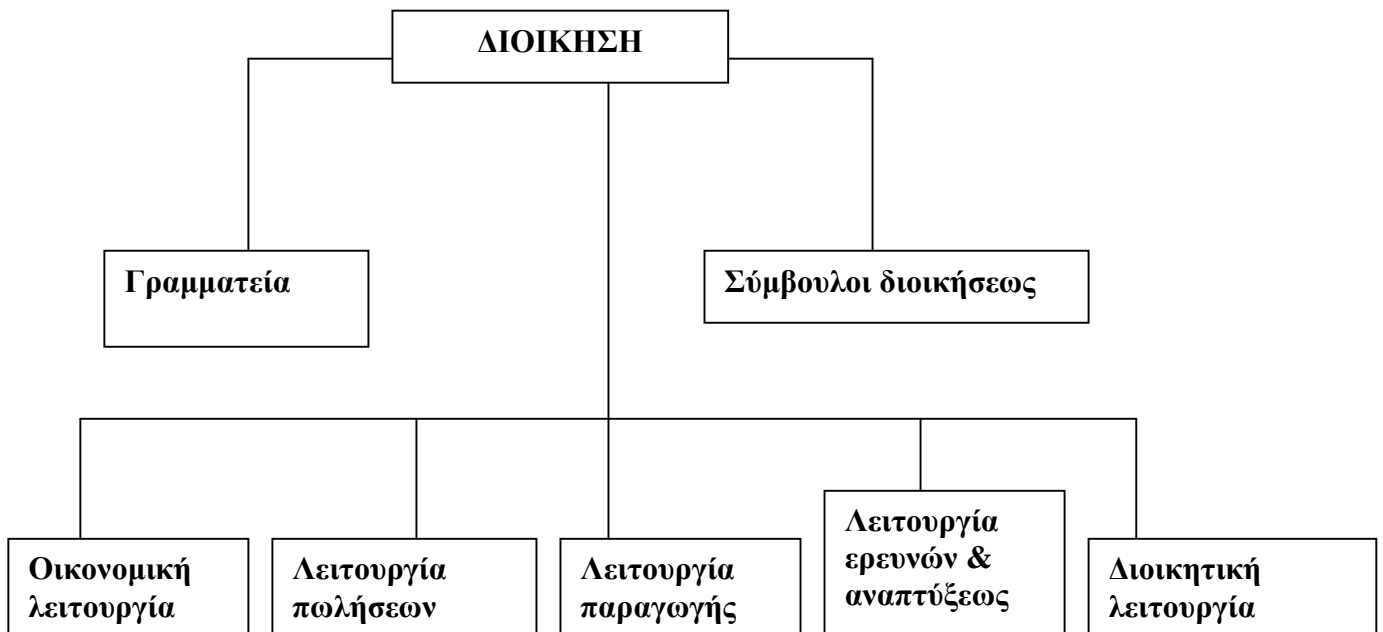 ΔΙΟΙΚΗΣΗ
Γραμματεία
Σύμβουλοι διοικήσεως
Οικονομική
λειτουργία
Λειτουργία
πωλήσεων
Λειτουργία
παραγωγής
Λειτουργία
ερευνών &
αναπτύξεως
Διοικητική
λειτουργία